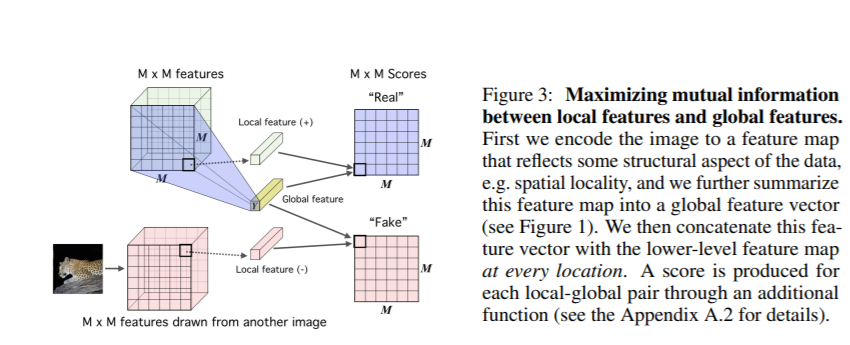 M x M features
M x M Scores
"Real"
Local feature (+)
M
M
M
M
Y
Global feature
"Fake"
Local feature (-)
M
M
M x M features drawn from another image
Figure 3: Maximizing mutual information
between local features and global features.
First we encode the image to a feature map
that reflects some structural aspect of the data,
e.g. spatial locality, and we further summarize
this feature map into a global feature vector
(see Figure 1). We then concatenate this fea-
ture vector with the lower-level feature map
at every location. A score is produced for
each local-global pair through an additional
function (see the Appendix A.2 for details).